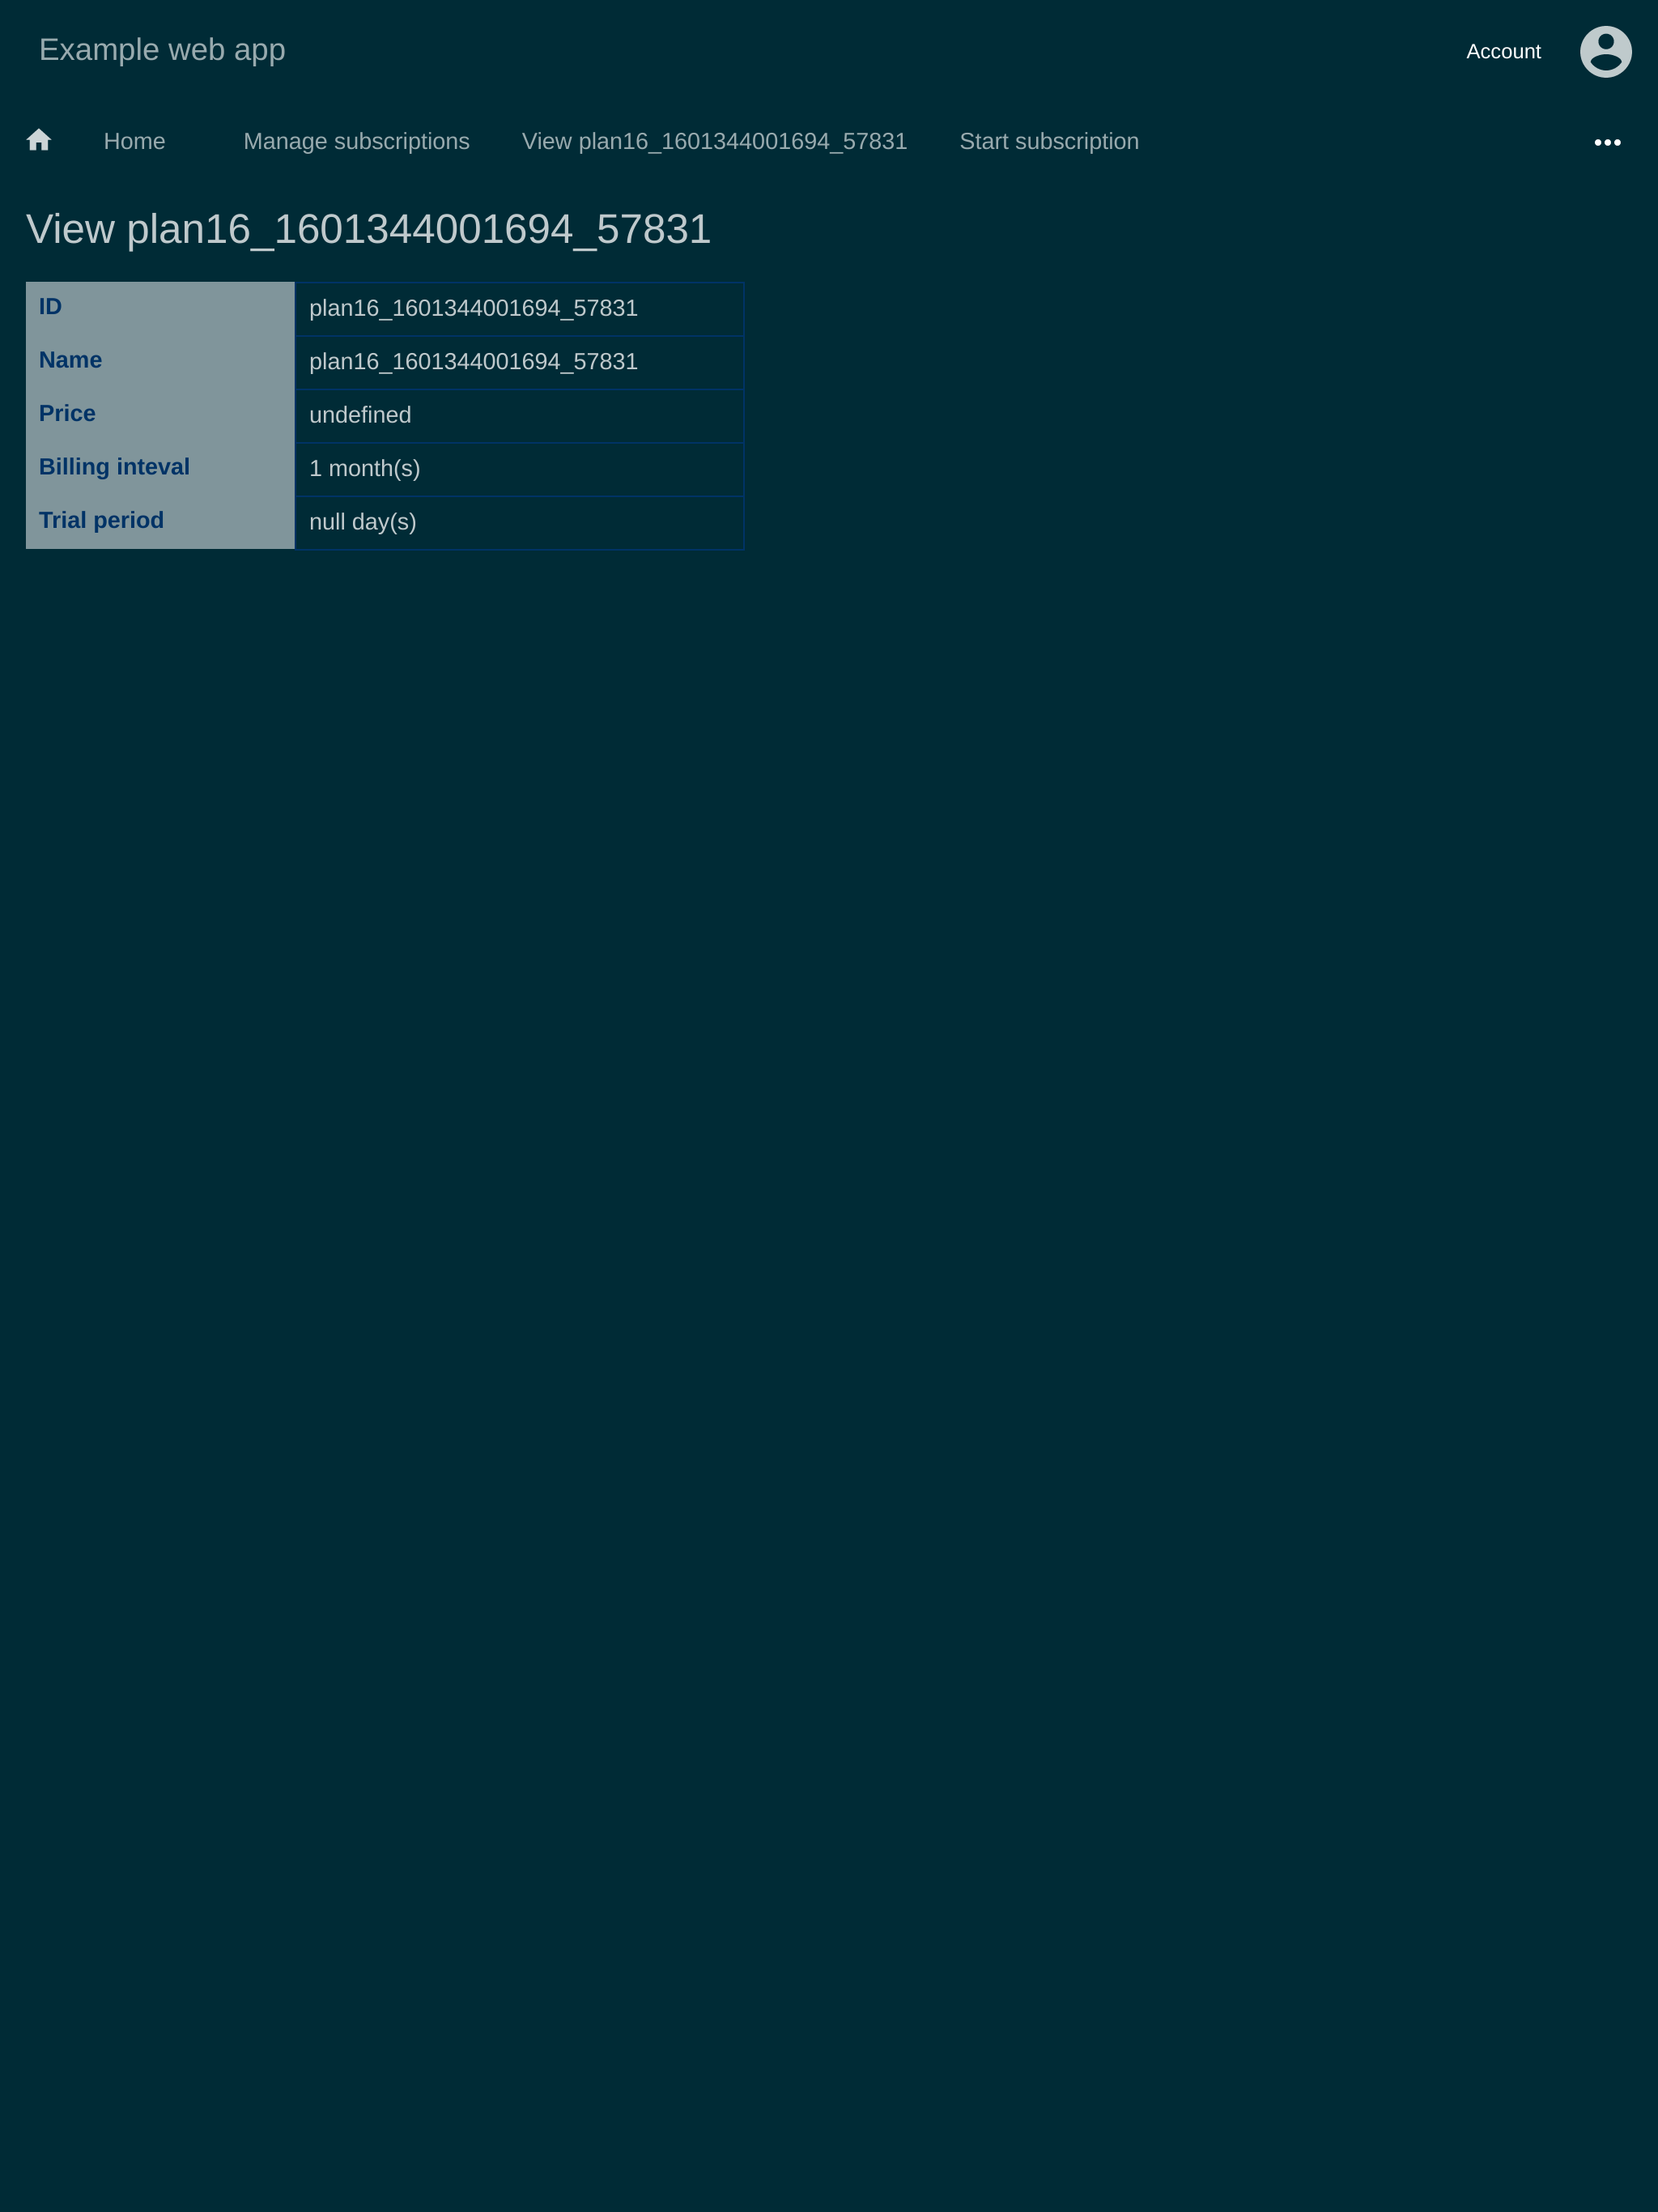 Example web app
Account
Home Manage subscriptions View plan16_1601344001694_57831 Start subscription
View plan16_1601344001694_57831
ID plan16_1601344001694_57831
Name plan16_1601344001694_57831
Price undefined
Billing inteval 1 month(s)
Trial period null day(s)